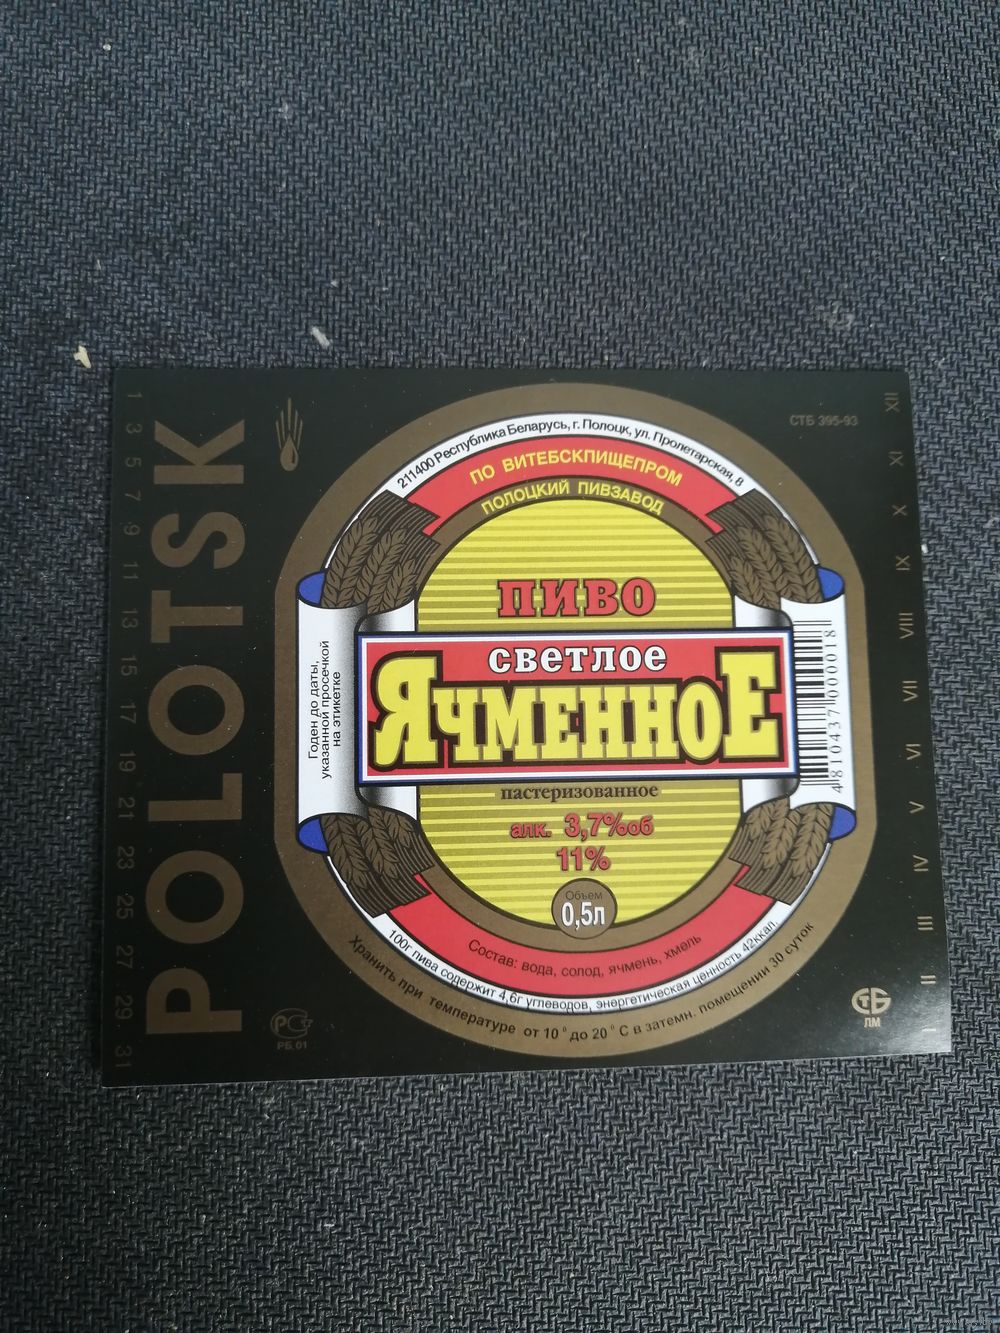 POLOTSK
1 3 5 7 9 11 13 15 17 19 21 23 25 27 29 31
СТБ 395-93
211400 Республика Беларусь, г. Полоцк, ул. Пролетарская, 8
ПО ВИТЕБСКПИЩЕПРОМ
ПОЛОЦКИЙ ПИВЗАВОД
ПИВО
светлое
ЯЧМЕННОЕ
пастеризованное
алк. 3,7%об
11%
Объем
0,5л
Состав: вода, солод, ячмень, хмель
100г пива содержит 4,6г углеводов, энергетическая ценность 42ккал.
Хранить при температуре от 10° до 20° С в затемн. помещении 30 суток
Годен до даты,
указанной просечкой
на этикетке
4810437000018
РБ 01
ТБ
ЛМ
I II III IV V VI VII VIII IX X XI XII